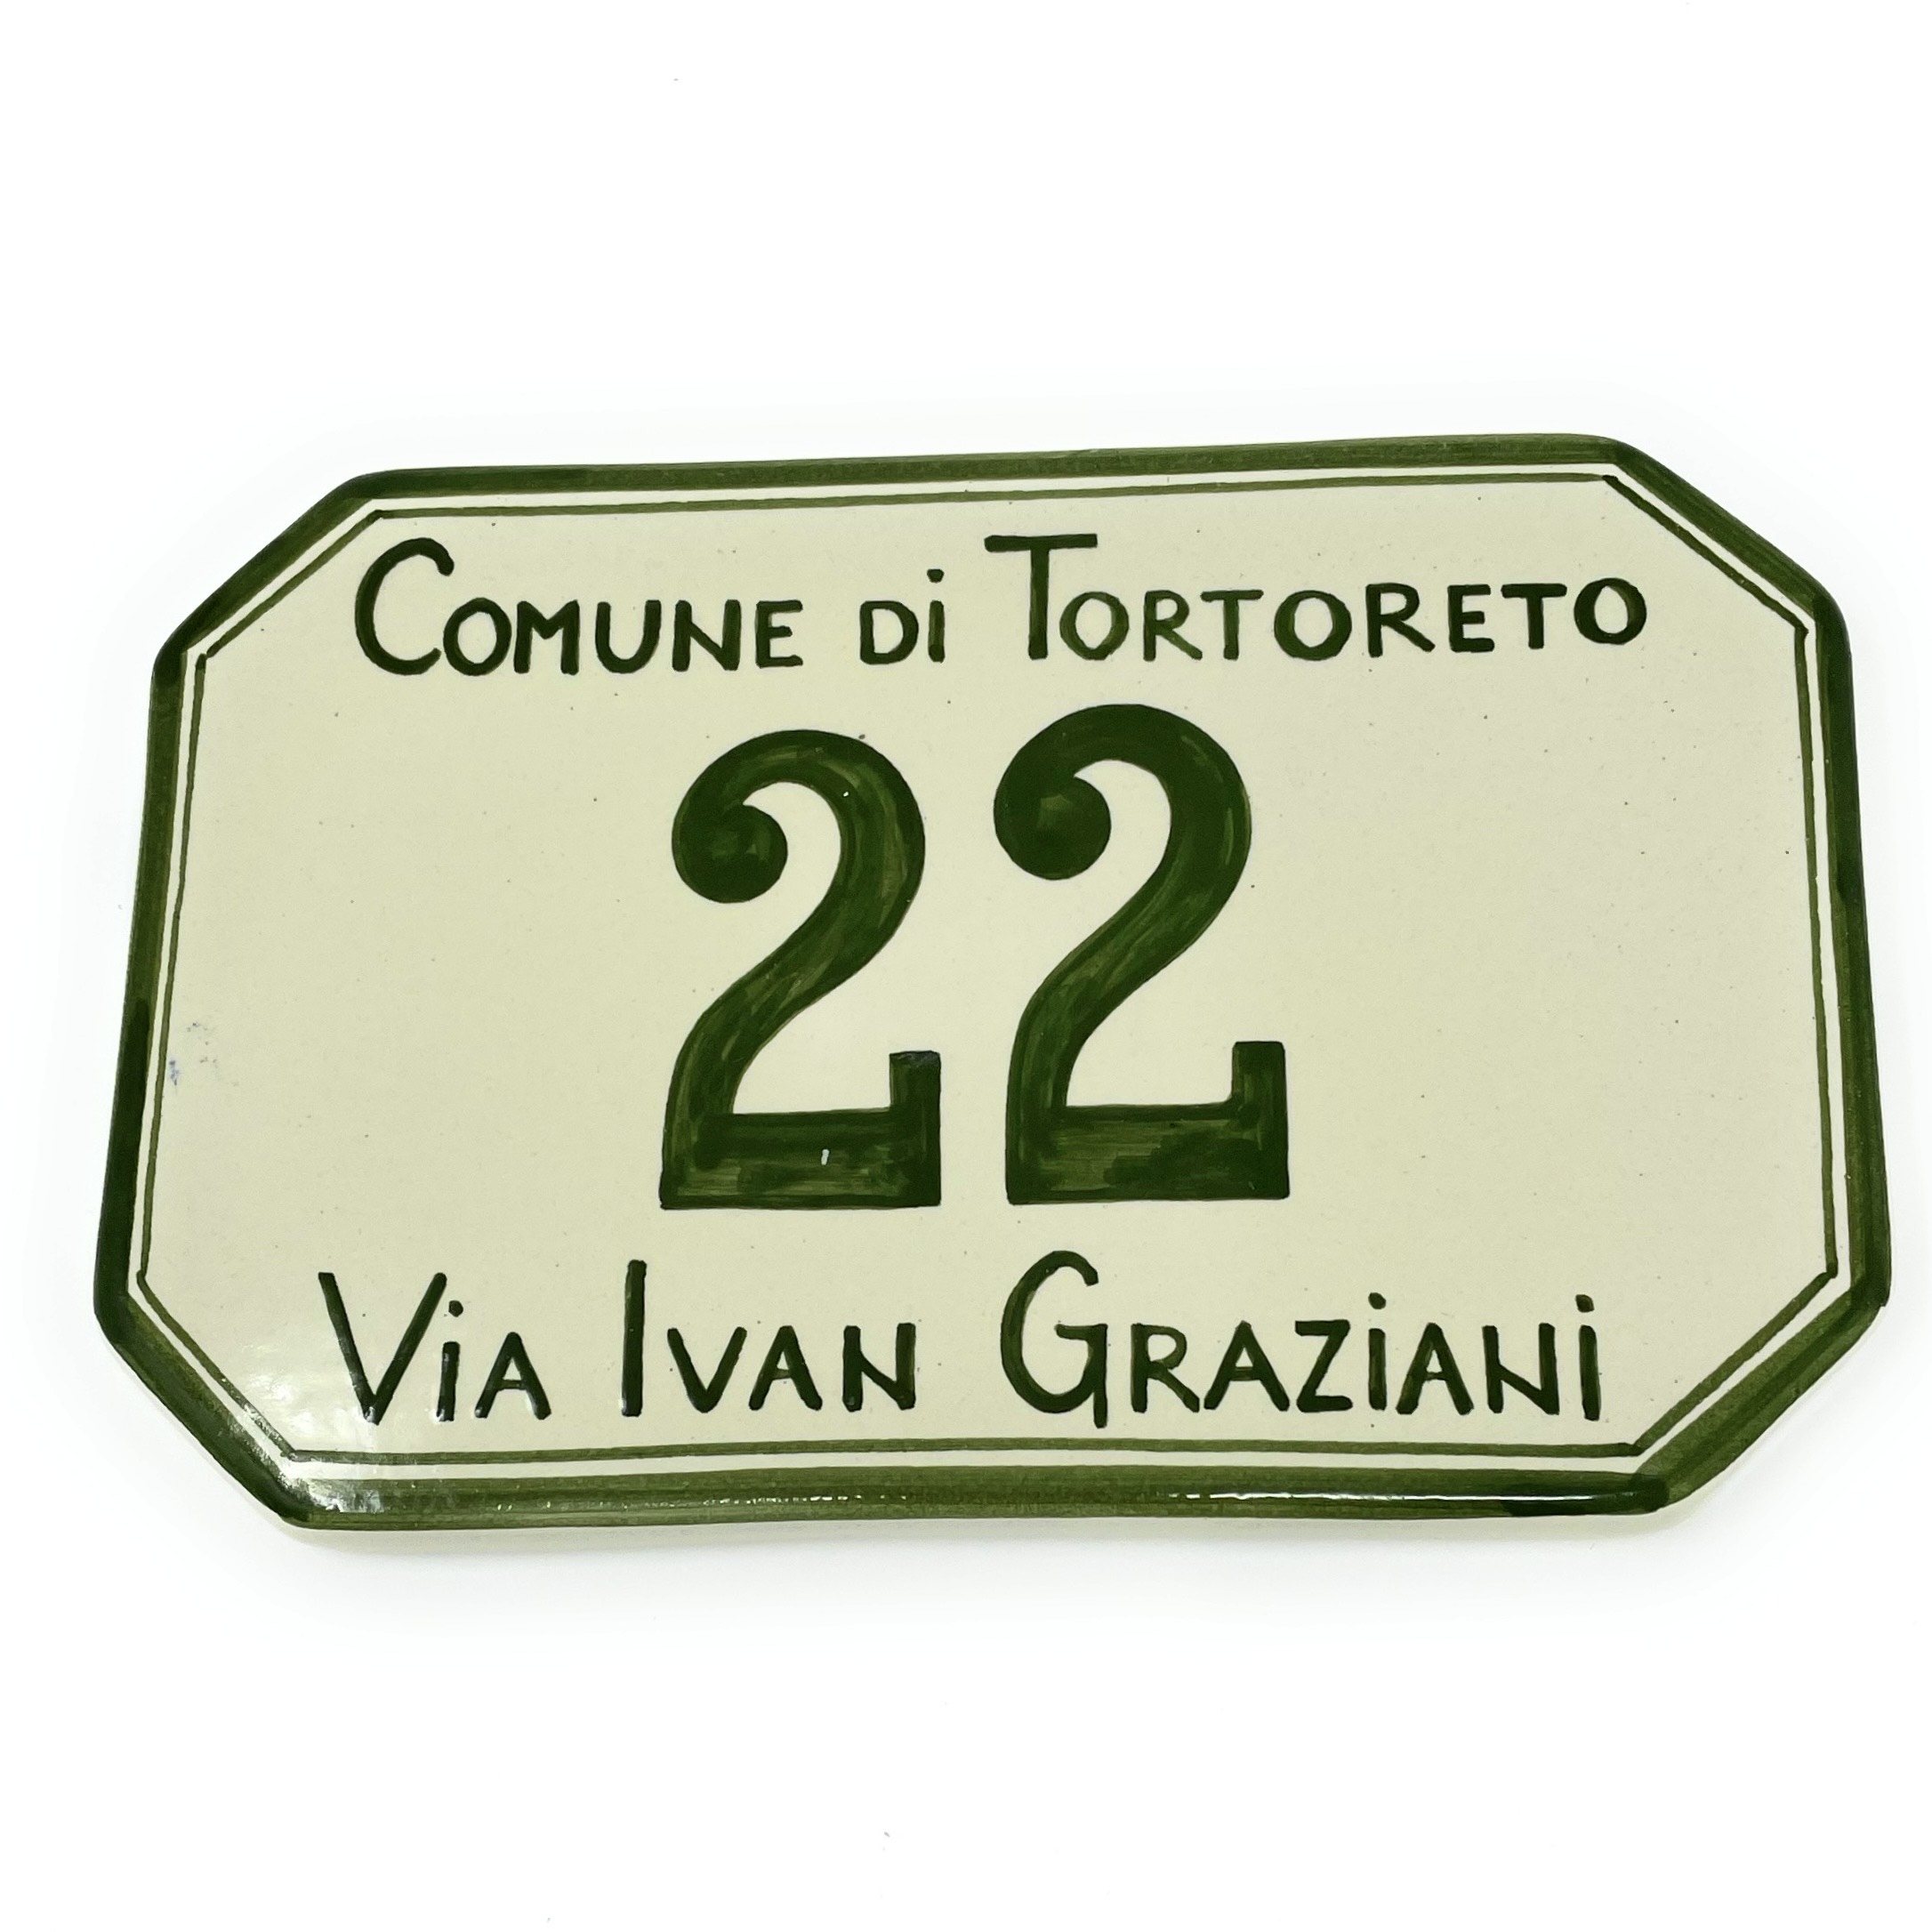 Comune di Tortoreto
22
Via Ivan Graziani